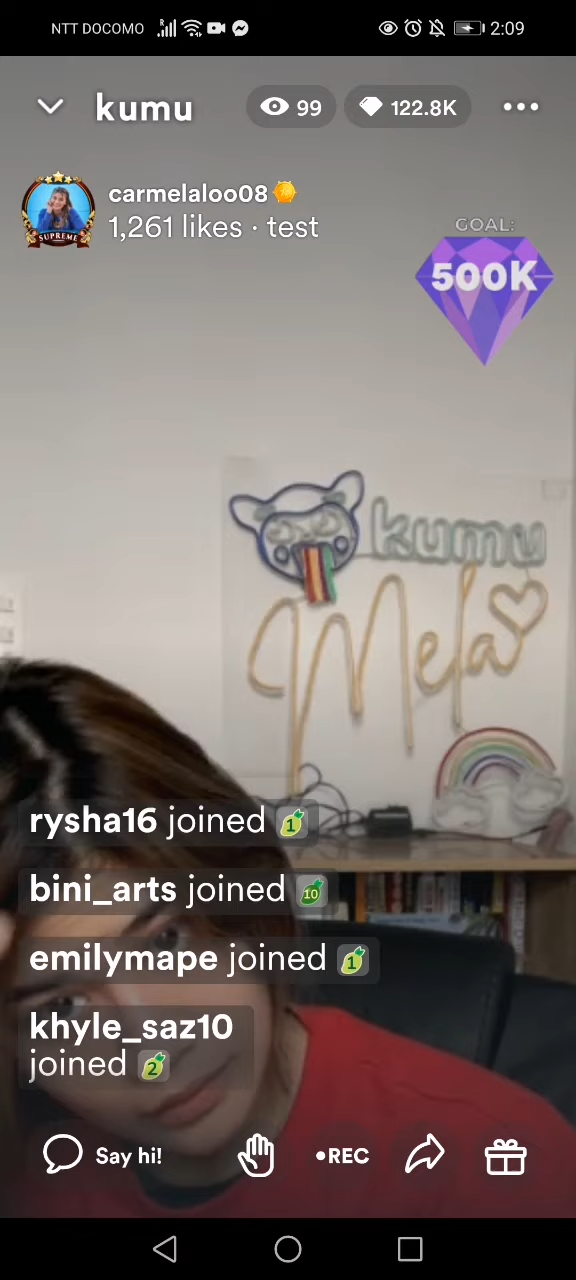 NTT DOCOMO 2:09
kumu 99 122.8K
carmelaloo08
1,261 likes · test
GOAL:
500K
SUPREME
kumu
Mela
rysha16 joined 1
bini_arts joined 10
emilymape joined 1
khyle_saz10
joined 2
Say hi! •REC